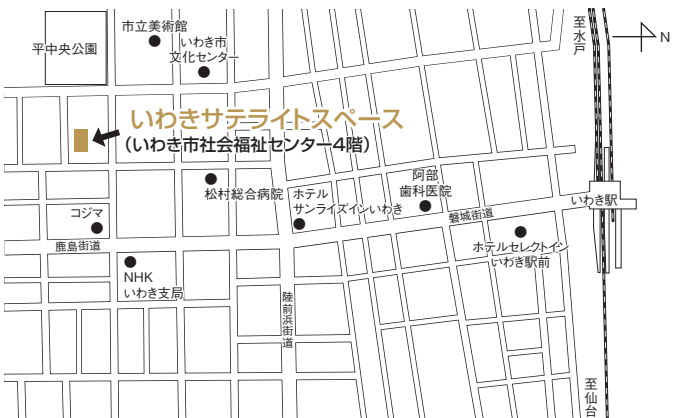 市立美術館
平中央公園
いわき市
文化センター
至水戸
N
いわきサテライトスペース
(いわき市社会福祉センター4階)
松村総合病院
ホテル
サンライズインいわき
阿部
歯科医院
いわき駅
コジマ
磐城街道
鹿島街道
ホテルセレクトイン
いわき駅前
NHK
いわき支局
陸前浜街道
至仙台